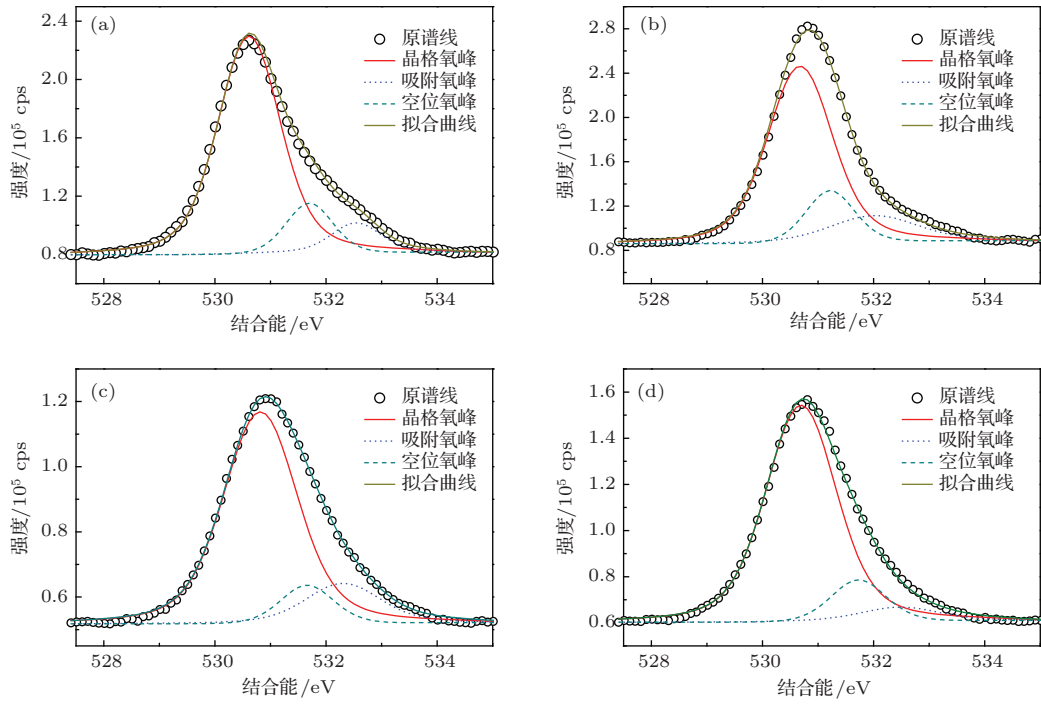 (a)
2.4
2.0
1.6
1.2
0.8
强度/10⁵ cps
原谱线
晶格氧峰
吸附氧峰
空位氧峰
拟合曲线
528
530
532
534
结合能/eV
(b)
2.8
2.4
1.8
1.4
0.8
强度/10⁵ cps
原谱线
晶格氧峰
吸附氧峰
空位氧峰
拟合曲线
528
530
532
534
结合能/eV
(c)
1.2
1.0
0.8
0.6
强度/10⁵ cps
原谱线
晶格氧峰
吸附氧峰
空位氧峰
拟合曲线
528
530
532
534
结合能/eV
(d)
1.6
1.4
1.0
0.8
0.6
强度/10⁵ cps
原谱线
晶格氧峰
吸附氧峰
空位氧峰
拟合曲线
528
530
532
534
结合能/eV